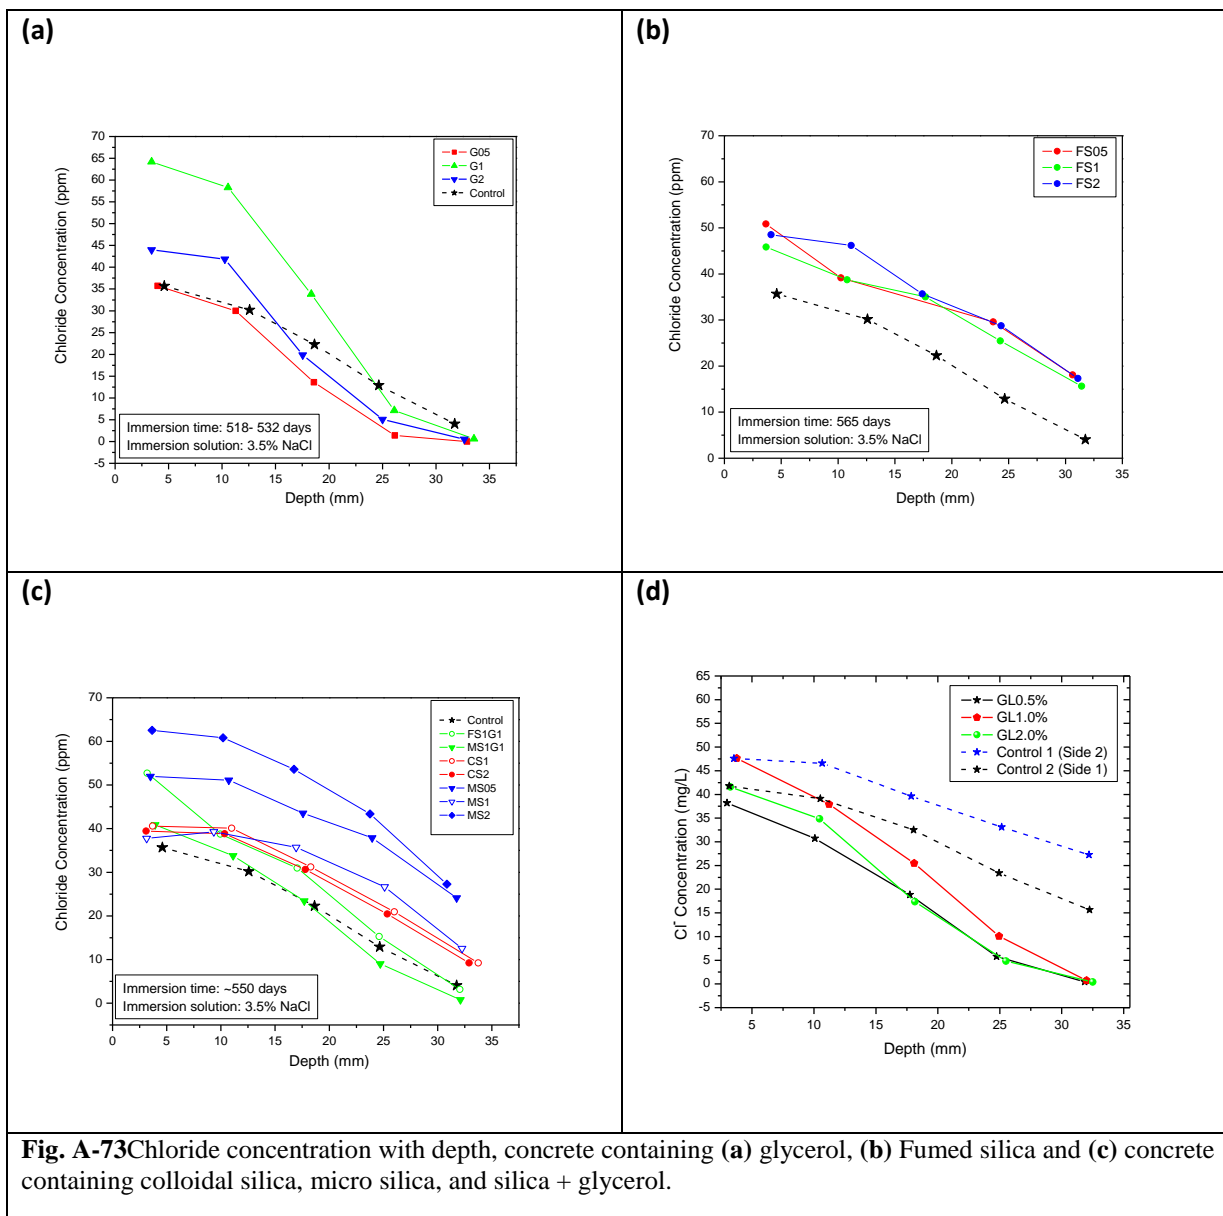 (a)
70
65
60
55
50
45
40
35
30
25
20
15
10
5
0
-5
Chloride Concentration (ppm)
G05
G1
G2
Control
Immersion time: 518- 532 days
Immersion solution: 3.5% NaCl
0 5 10 15 20 25 30 35
Depth (mm)
(b)
70
60
50
40
30
20
10
0
Chloride Concentration (ppm)
FS05
FS1
FS2
Immersion time: 565 days
Immersion solution: 3.5% NaCl
0 5 10 15 20 25 30 35
Depth (mm)
(c)
70
60
50
40
30
20
10
0
Chloride Concentration (ppm)
Control
FS1G1
MS1G1
CS1
CS2
MS05
MS1
MS2
Immersion time: ~550 days
Immersion solution: 3.5% NaCl
0 5 10 15 20 25 30 35
Depth (mm)
(d)
65
60
55
50
45
40
35
30
25
20
15
10
5
0
-5
Cl⁻ Concentration (mg/L)
GL0.5%
GL1.0%
GL2.0%
Control 1 (Side 2)
Control 2 (Side 1)
5 10 15 20 25 30 35
Depth (mm)
Fig. A-73Chloride concentration with depth, concrete containing (a) glycerol, (b) Fumed silica and (c) concrete
containing colloidal silica, micro silica, and silica + glycerol.